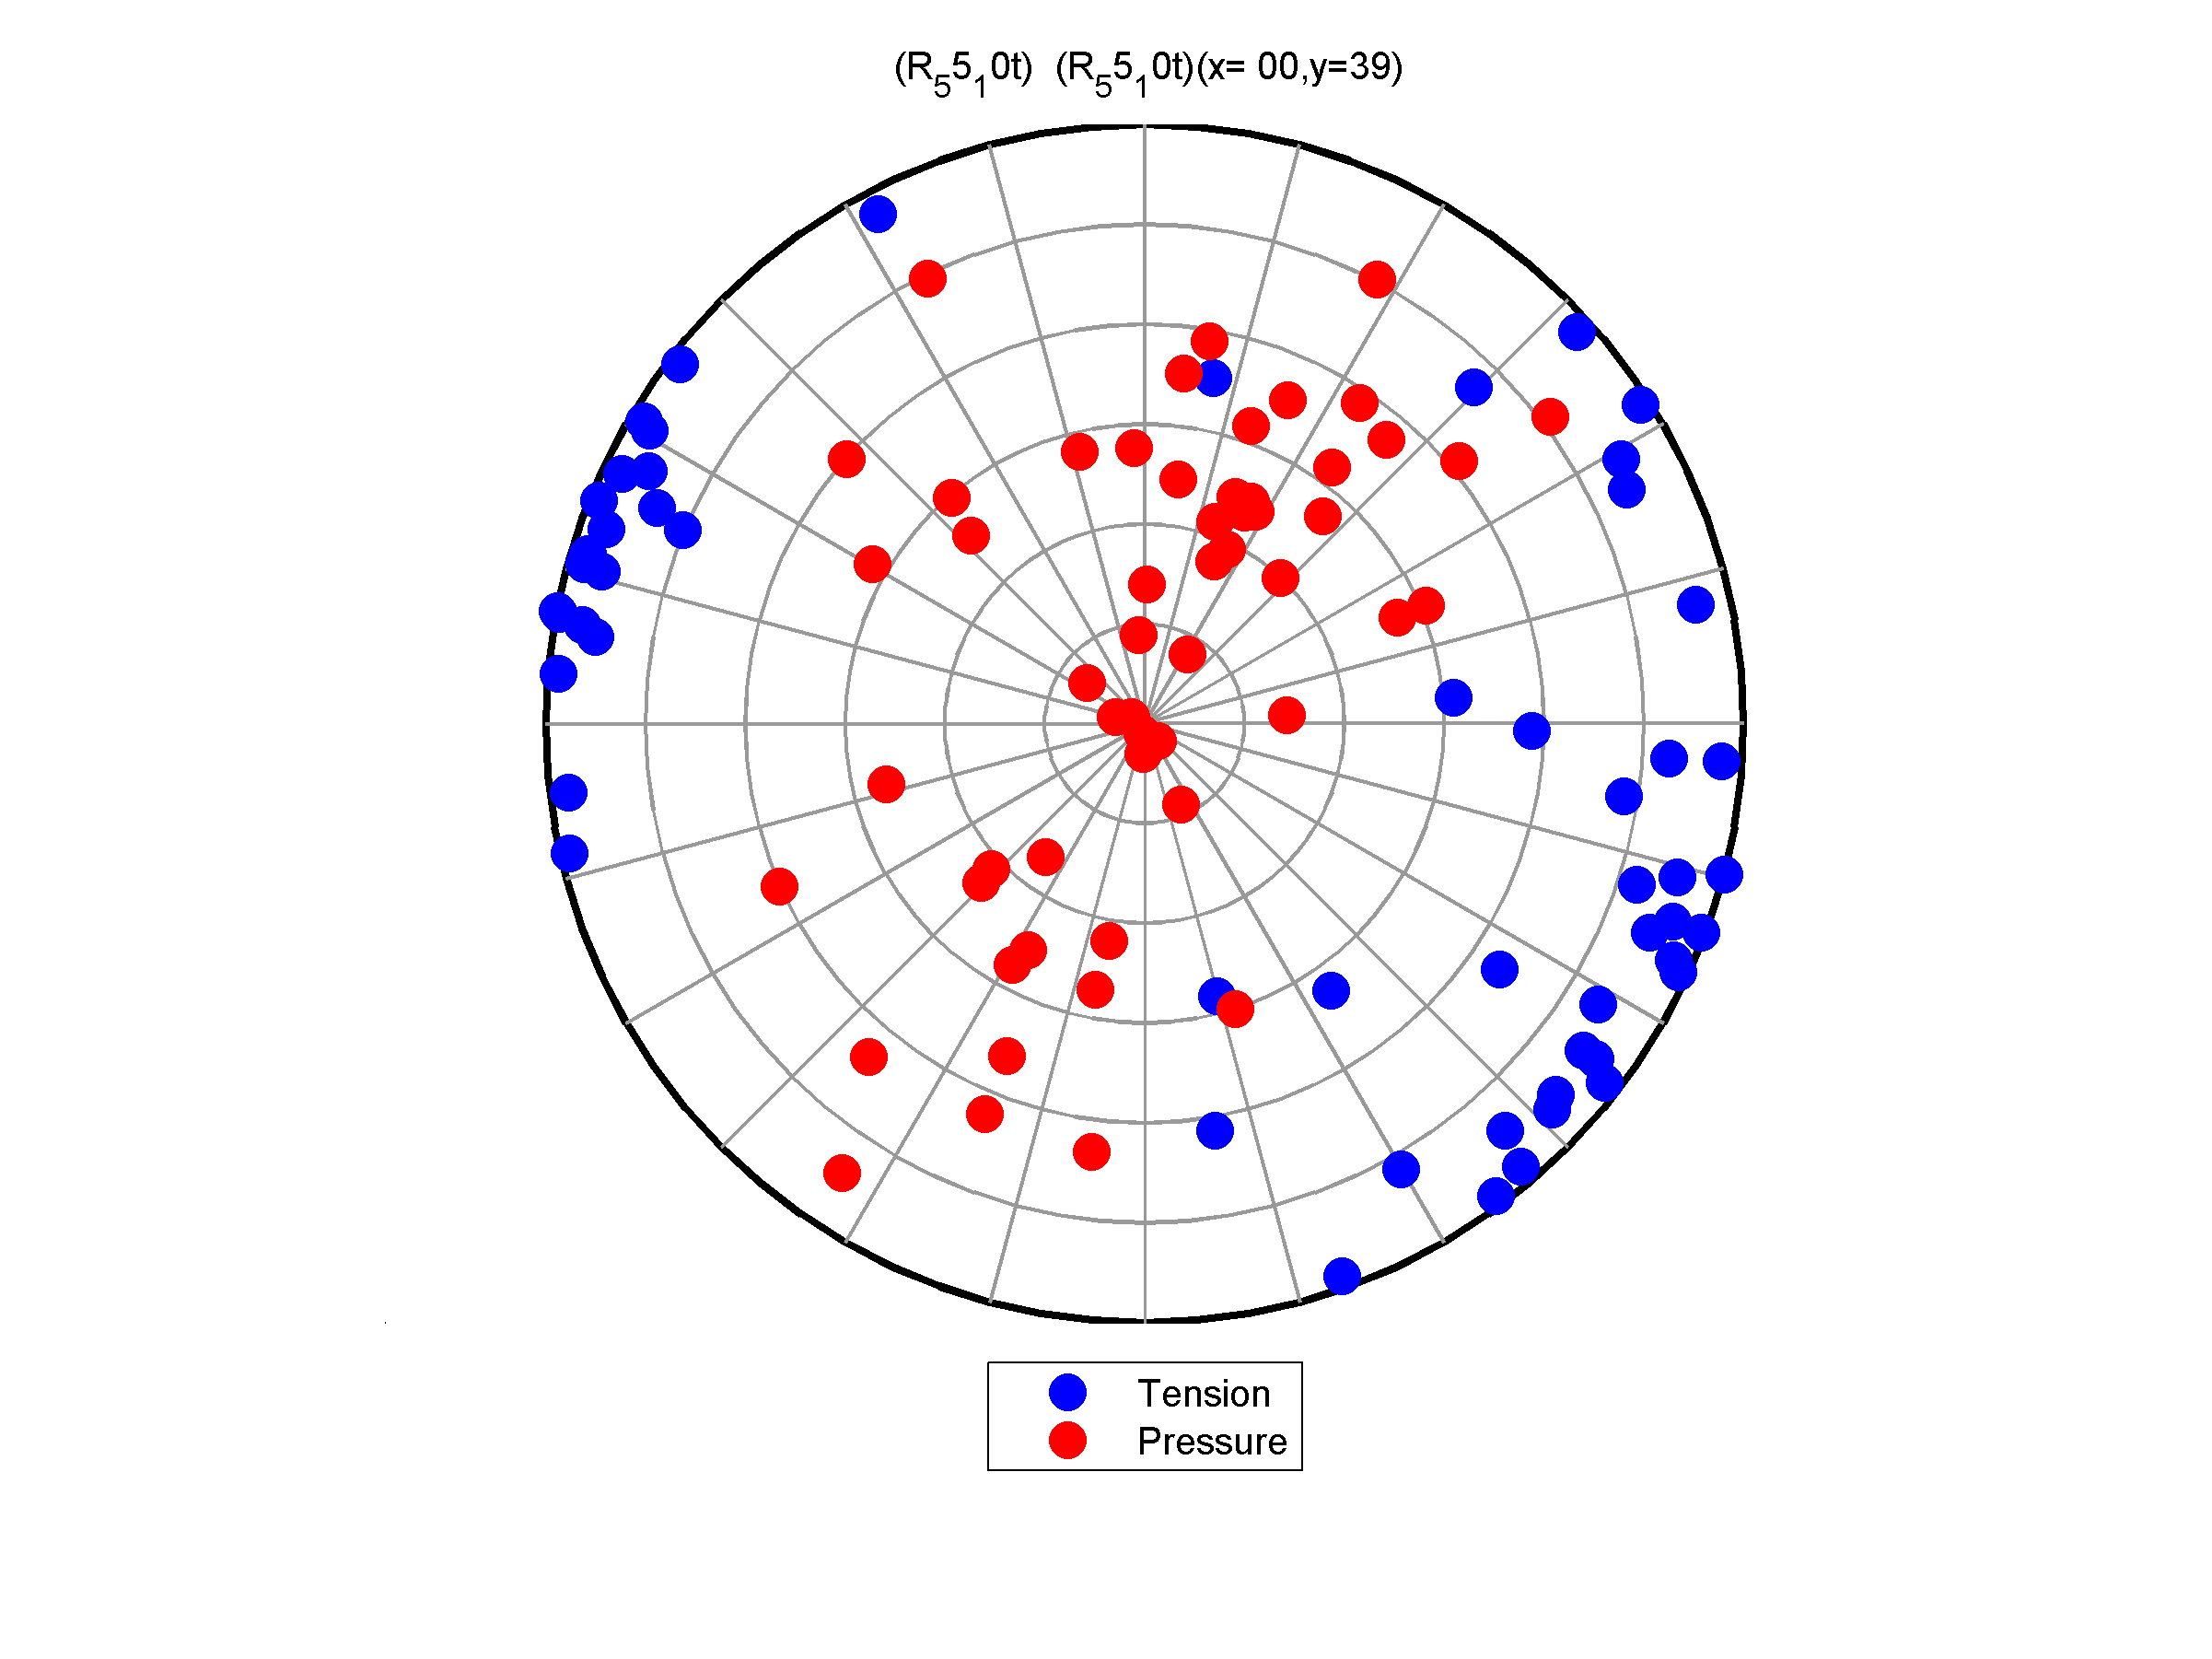 (R₅5₁0t) (R₅5₁0t)(x= 00,y=39)
Tension
Pressure